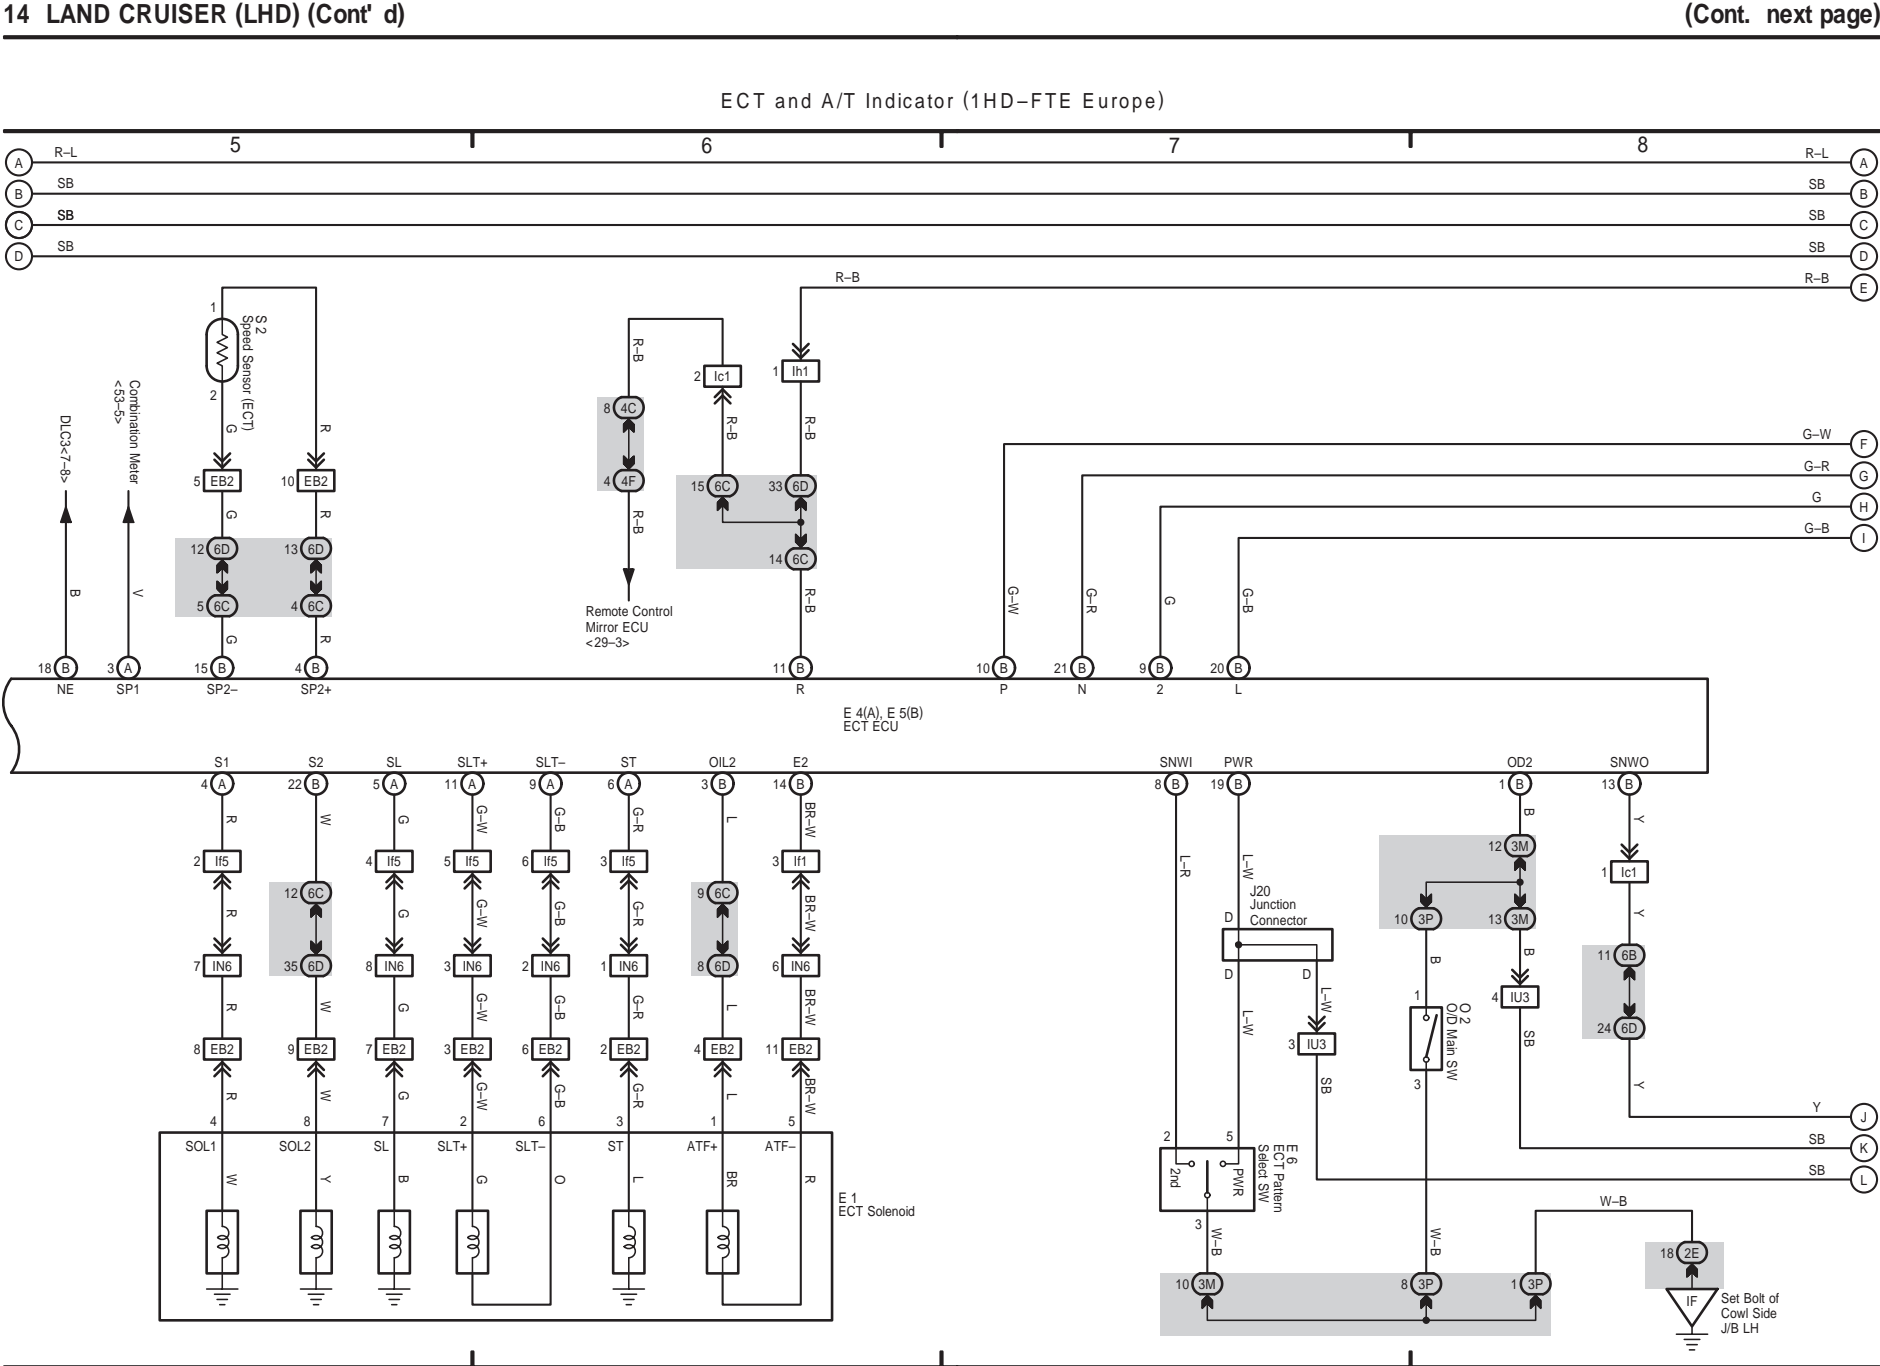 14 LAND CRUISER (LHD) (Cont' d)
(Cont. next page)
ECT and A/T Indicator (1HD–FTE Europe)
5 6 7 8
A R–L R–L A
B SB SB B
C SB SB C
D SB SB D
R–B R–B E
1
S 2
Speed Sensor (ECT)
2
R–B
2 Ic1
1 Ih1
Combination Meter
<53–5>
DLC3<7–8>
8 4C
G R R–B R–B
G–W F
G–R G
G H
G–B I
5 EB2 10 EB2 4 4F 15 6C 33 6D
G R R–B
12 6D 13 6D 14 6C
B V R–B G–W G–R G G–B
5 6C 4 6C
Remote Control
Mirror ECU
<29–3>
G R
18 B 3 A 15 B 4 B 11 B 10 B 21 B 9 B 20 B
NE SP1 SP2– SP2+ R P N 2 L
E 4(A), E 5(B)
ECT ECU
S1 S2 SL SLT+ SLT– ST OIL2 E2 SNWI PWR OD2 SNWO
4 A 22 B 5 A 11 A 9 A 6 A 3 B 14 B 8 B 19 B 1 B 13 B
R W G G–W G–B G–R L BR–W B Y
12 3M
2 If5 4 If5 5 If5 6 If5 3 If5 3 If1 L–R L–W 1 Ic1
12 6C 9 6C
J20
Junction
Connector
R G G–W G–B G–R BR–W D 10 3P 13 3M Y
7 IN6 35 6D 8 IN6 3 IN6 2 IN6 1 IN6 8 6D 6 IN6 B B 11 6B
D D
R W G G–W G–B G–R L BR–W L–W L–W 1 4 IU3
O 2
O/D Main SW
24 6D
8 EB2 9 EB2 7 EB2 3 EB2 6 EB2 2 EB2 4 EB2 11 EB2 3 IU3 SB
R W G G–W G–B G–R L BR–W SB 3 Y
4 8 7 2 6 3 1 5 Y J
SOL1 SOL2 SL SLT+ SLT– ST ATF+ ATF– 2 5 SB K
W Y B G O L BR R 2nd PWR SB L
E 6
ECT Pattern
Select SW
E 1
ECT Solenoid
3 W–B W–B W–B
10 3M 8 3P 1 3P 18 2E
IF
Set Bolt of
Cowl Side
J/B LH